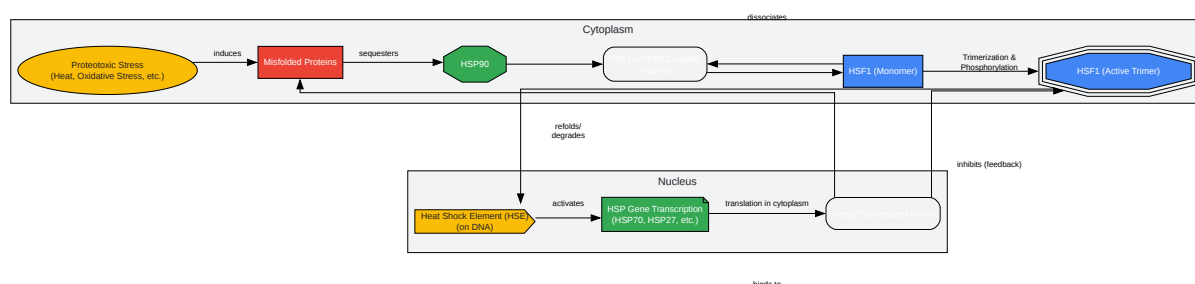 dissociates
Cytoplasm
Proteotoxic Stress
(Heat, Oxidative Stress, etc.)
induces
Misfolded Proteins
sequesters
HSP90
HSF1 (Monomer)
Trimerization &
Phosphorylation
HSF1 (Active Trimer)
refolds/
degrades
inhibits (feedback)
Nucleus
Heat Shock Element (HSE)
(on DNA)
activates
HSP Gene Transcription
(HSP70, HSP27, etc.)
translation in cytoplasm
binds to